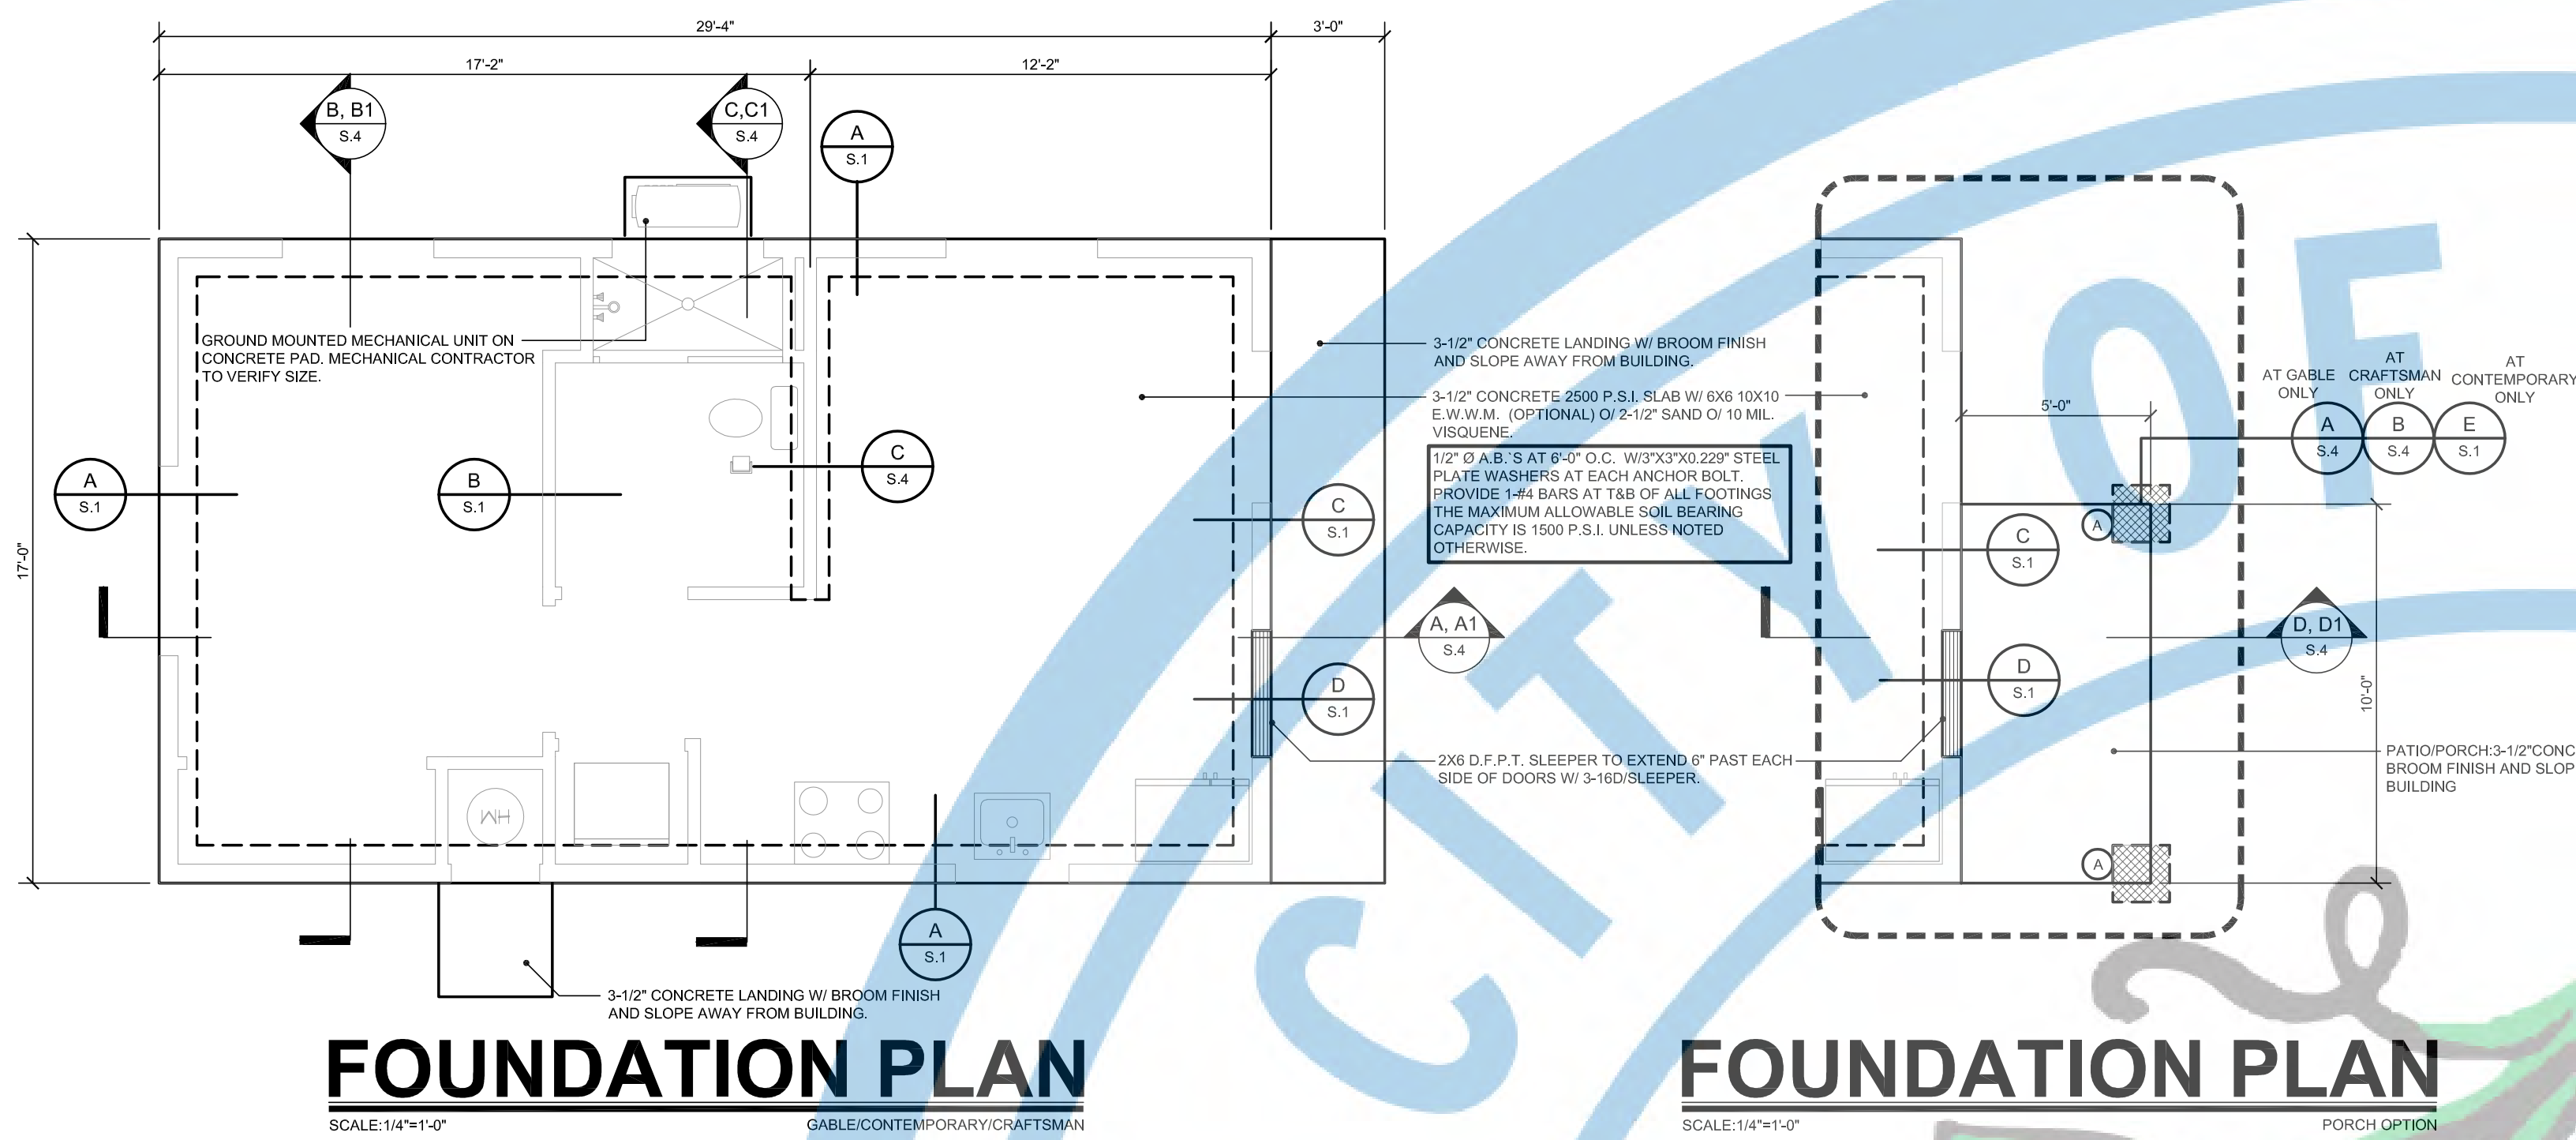 29'-4"
3'-0"
17'-2"
12'-2"
B, B1
S.4
C,C1
S.4
A
S.1
GROUND MOUNTED MECHANICAL UNIT ON
CONCRETE PAD. MECHANICAL CONTRACTOR
TO VERIFY SIZE.
17'-0"
A
S.1
B
S.1
C
S.4
C
S.1
D
S.1
WH
A
S.1
3-1/2" CONCRETE LANDING W/ BROOM FINISH
AND SLOPE AWAY FROM BUILDING.
3-1/2" CONCRETE LANDING W/ BROOM FINISH
AND SLOPE AWAY FROM BUILDING.
3-1/2" CONCRETE 2500 P.S.I. SLAB W/ 6X6 10X10
E.W.W.M. (OPTIONAL) O/ 2-1/2" SAND O/ 10 MIL.
VISQUENE.
1/2" Ø A.B.`S AT 6'-0" O.C. W/3"X3"X0.229" STEEL
PLATE WASHERS AT EACH ANCHOR BOLT.
PROVIDE 1-#4 BARS AT T&B OF ALL FOOTINGS
THE MAXIMUM ALLOWABLE SOIL BEARING
CAPACITY IS 1500 P.S.I. UNLESS NOTED
OTHERWISE.
A, A1
S.4
2X6 D.F.P.T. SLEEPER TO EXTEND 6" PAST EACH
SIDE OF DOORS W/ 3-16D/SLEEPER.
AT GABLE
ONLY
AT
CRAFTSMAN
ONLY
AT
CONTEMPORARY
ONLY
A
S.4
B
S.4
E
S.1
5'-0"
A
C
S.1
D
S.1
D, D1
S.4
10'-0"
A
PATIO/PORCH:3-1/2"CONC
BROOM FINISH AND SLOP
BUILDING
CITY OF
FOUNDATION PLAN
SCALE:1/4"=1'-0"
GABLE/CONTEMPORARY/CRAFTSMAN
FOUNDATION PLAN
SCALE:1/4"=1'-0"
PORCH OPTION